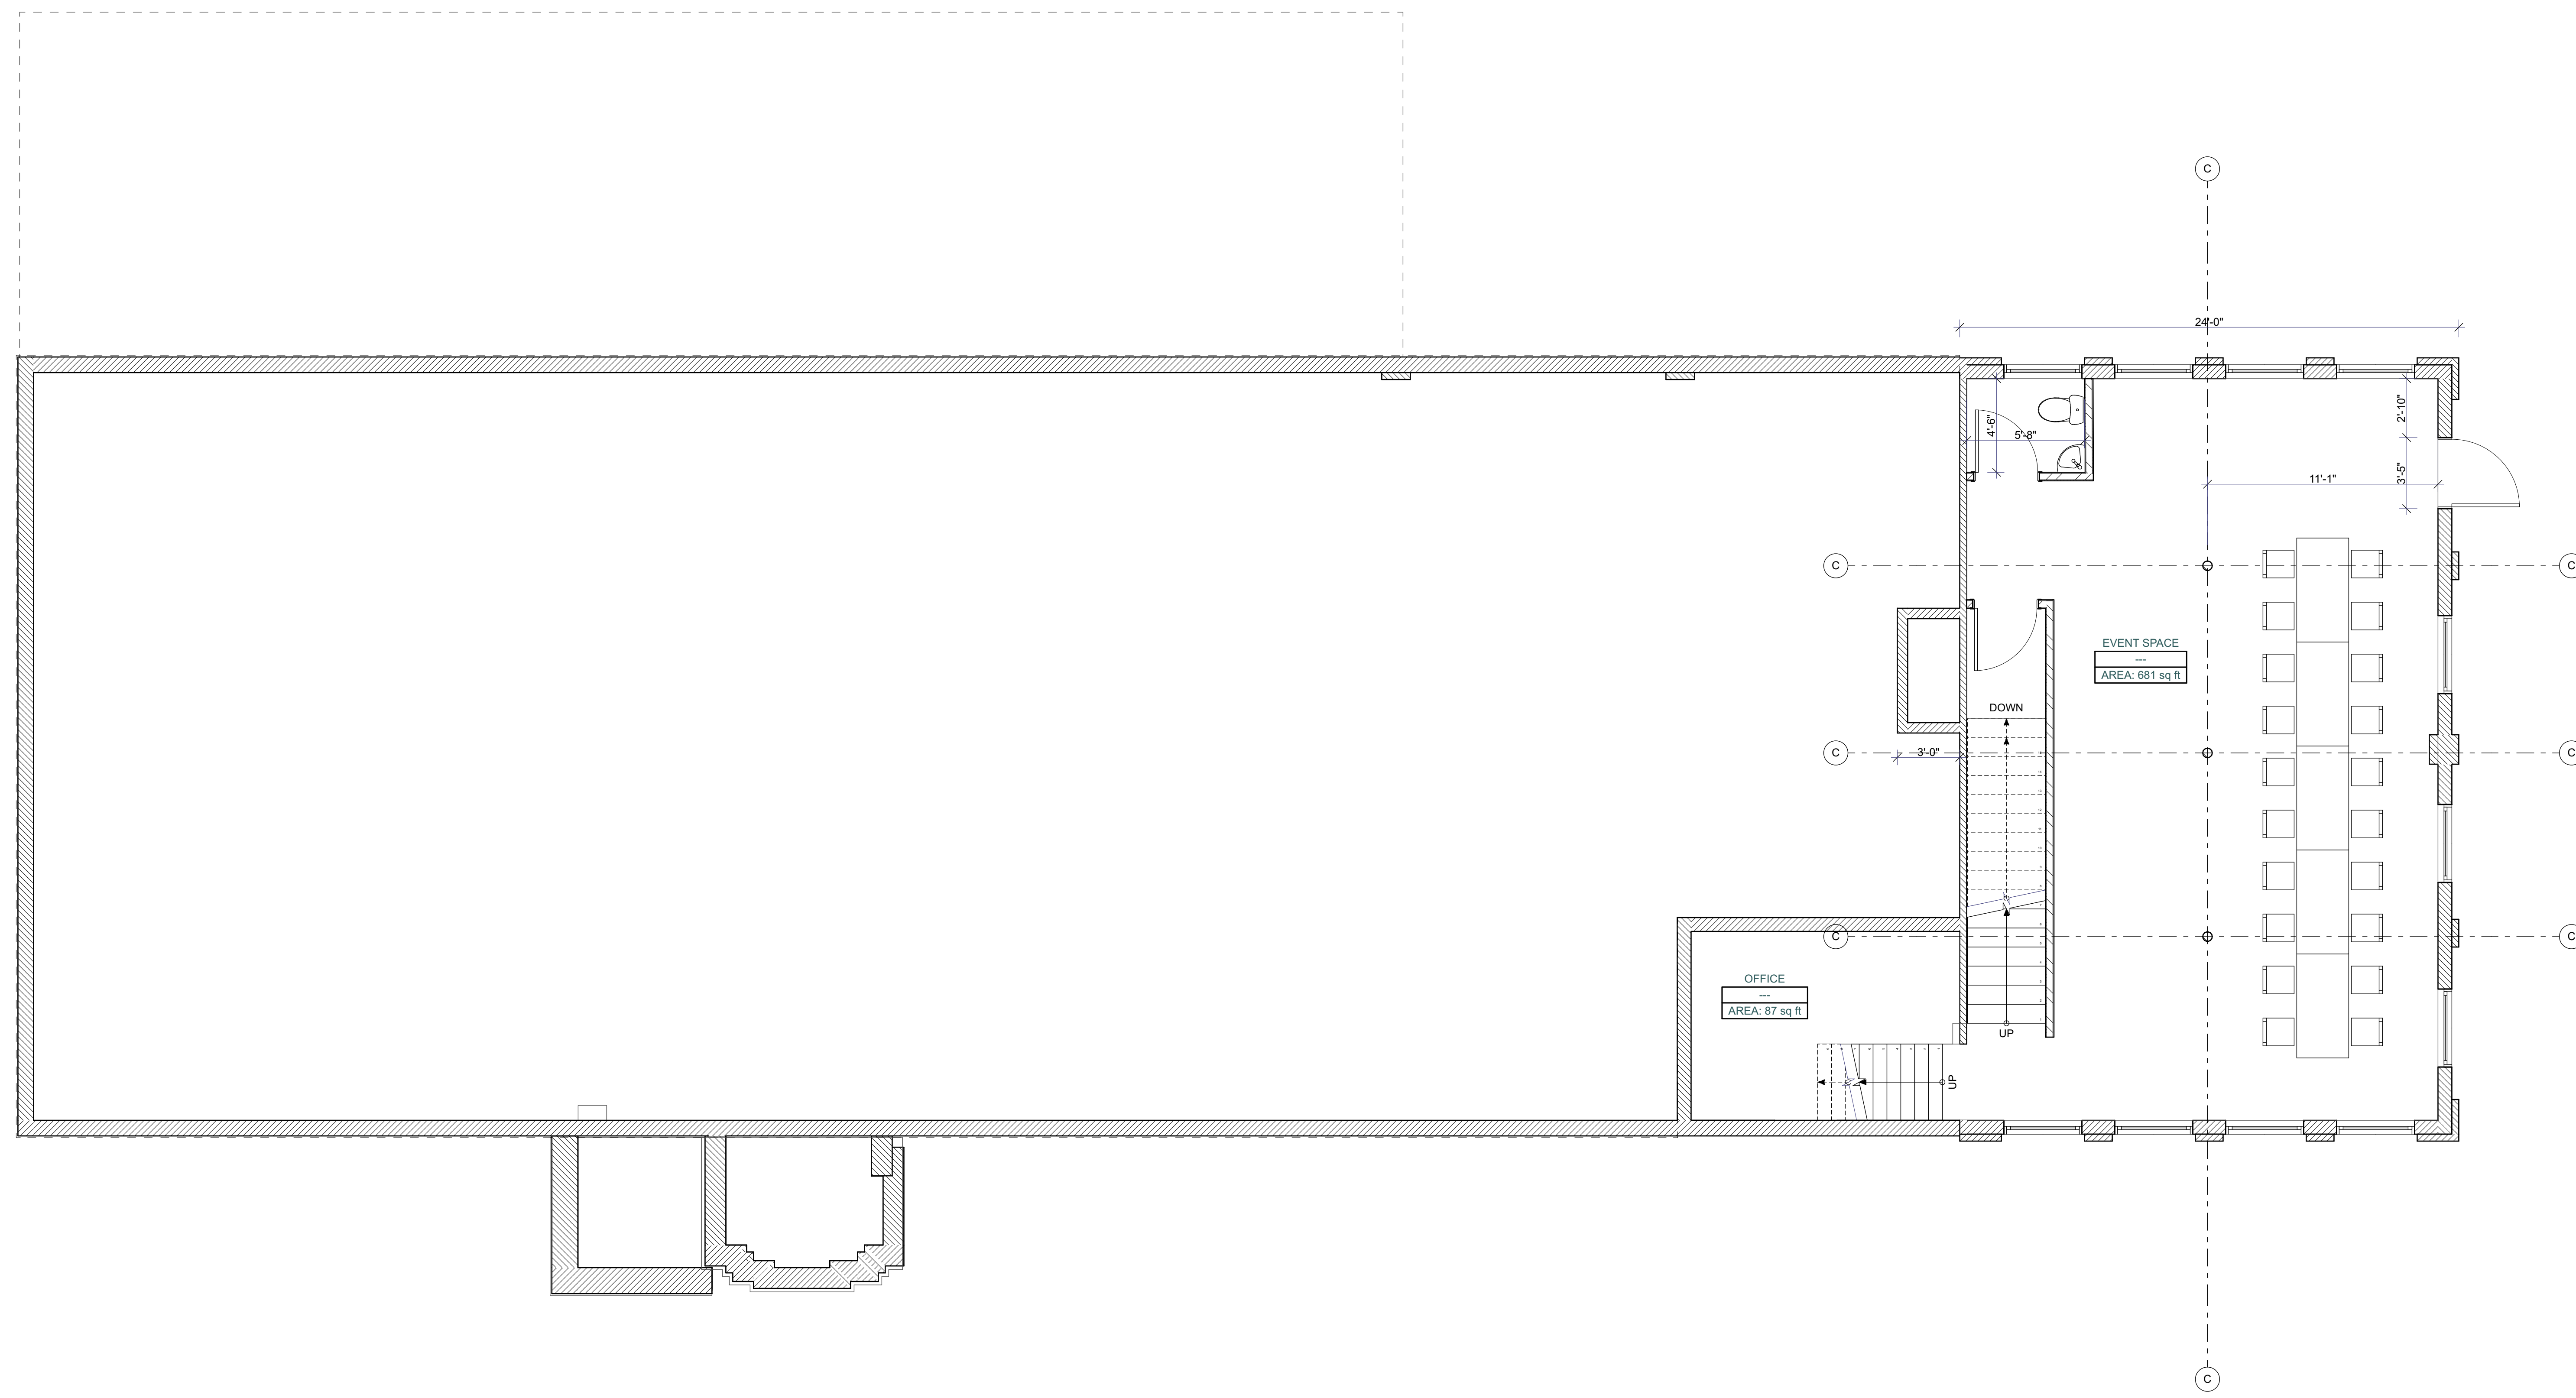 C
24'-0"
4'-6"
5'-8"
2'-10"
3'-5"
11'-1"
C
C
EVENT SPACE
---
AREA: 681 sq ft
DOWN
C
3'-0"
C
C
C
OFFICE
---
AREA: 87 sq ft
UP
UP
C